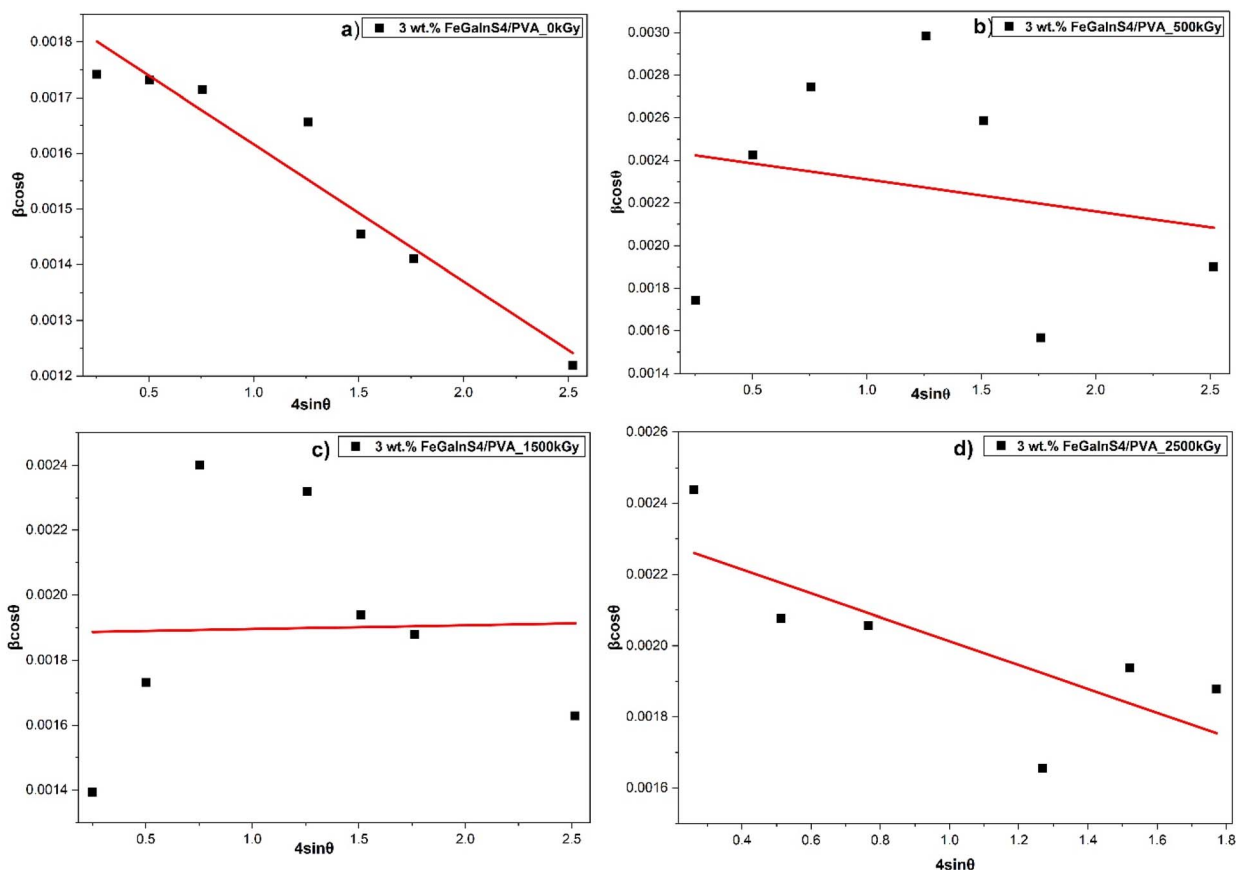 a) ■ 3 wt.% FeGaInS4/PVA_0kGy
0.0018
0.0017
0.0016
0.0015
0.0014
0.0013
0.0012
βcosθ
0.5 1.0 1.5 2.0 2.5
4sinθ
b) ■ 3 wt.% FeGaInS4/PVA_500kGy
0.0030
0.0028
0.0026
0.0024
0.0022
0.0020
0.0018
0.0016
0.0014
βcosθ
0.5 1.0 1.5 2.0 2.5
4sinθ
c) ■ 3 wt.% FeGaInS4/PVA_1500kGy
0.0024
0.0022
0.0020
0.0018
0.0016
0.0014
βcosθ
0.5 1.0 1.5 2.0 2.5
4sinθ
d) ■ 3 wt.% FeGaInS4/PVA_2500kGy
0.0026
0.0024
0.0022
0.0020
0.0018
0.0016
βcosθ
0.4 0.6 0.8 1.0 1.2 1.4 1.6 1.8
4sinθ